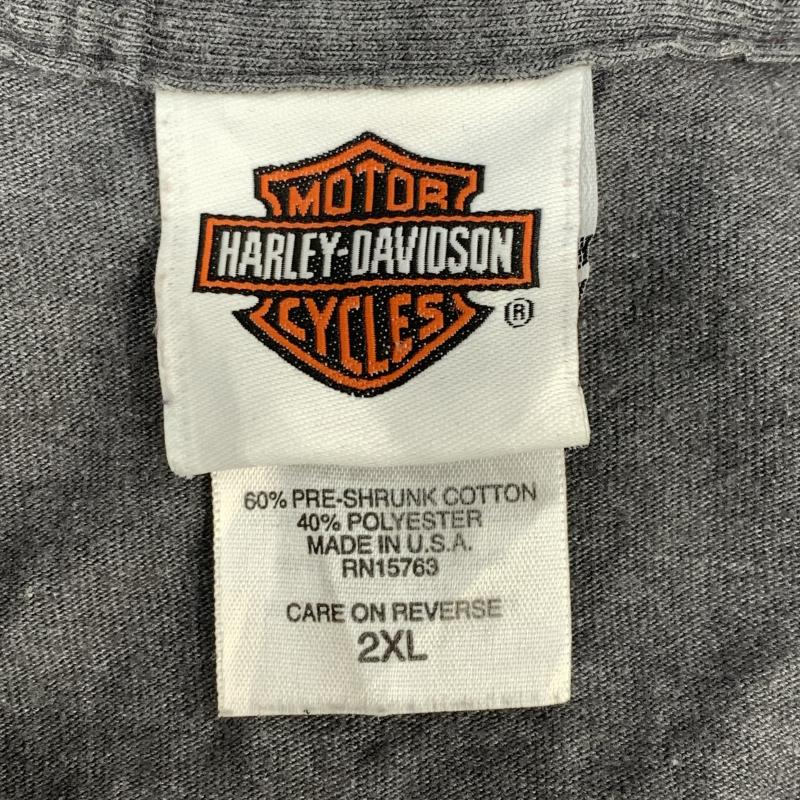 MOTOR
HARLEY-DAVIDSON
CYCLES
®
60% PRE-SHRUNK COTTON
40% POLYESTER
MADE IN U.S.A.
RN15763
CARE ON REVERSE
2XL